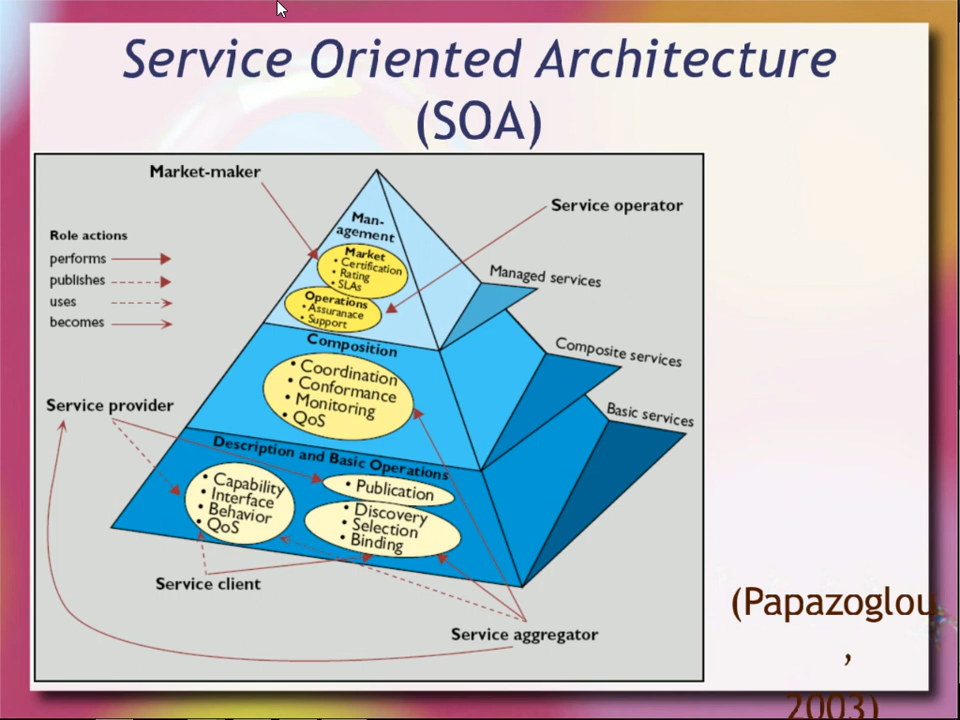 Service Oriented Architecture
(SOA)
Market-maker
Service operator
Role actions
performs
publishes
uses
becomes
Man-
agement
Market
• Certification
• Rating
• SLAs
Operations
• Assuranace
• Support
Managed services
Composition
• Coordination
• Conformance
• Monitoring
• QoS
Composite services
Service provider
Basic services
Description and Basic Operations
• Capability
• Interface
• Behavior
• QoS
• Publication
• Discovery
• Selection
• Binding
Service client
Service aggregator
(Papazoglou
,
2003)